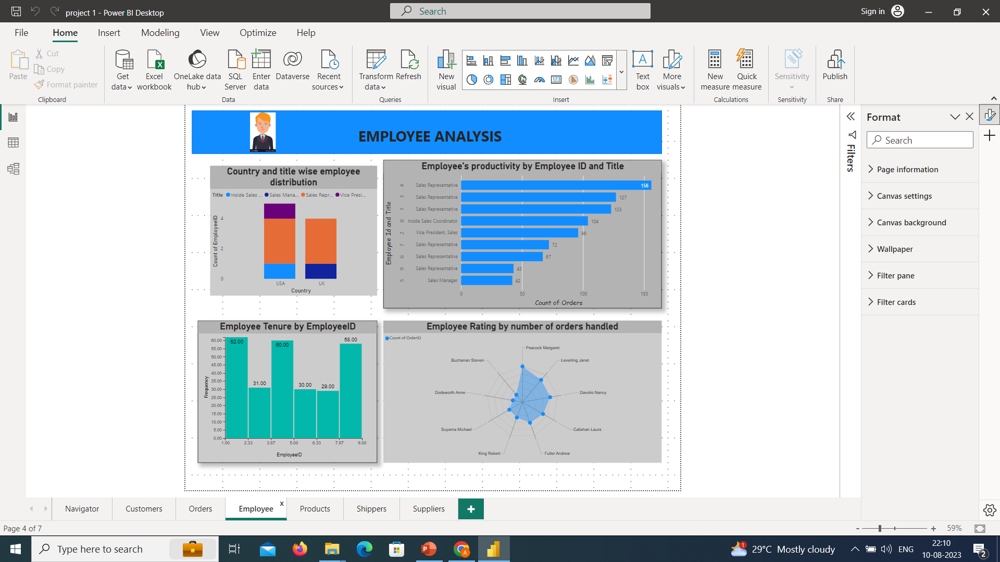 project 1 - Power BI Desktop
Search
Sign in
File Home Insert Modeling View Optimize Help
Paste
Cut
Copy
Format painter
Clipboard
Get data
Excel workbook
OneLake data hub
SQL Server
Enter data
Dataverse
Recent sources
Data
Transform data
Refresh
Queries
New visual
Text box
More visuals
Insert
New measure
Quick measure
Calculations
Sensitivity
Sensitivity
Publish
Share
EMPLOYEE ANALYSIS
Country and title wise employee
distribution
Title Inside Sales ... Sales Mana... Sales Repr... Vice Presi...
Count of EmployeeID
4
2
0
USA UK
Country
Employee's productivity by Employee ID and Title
Employee Id and Title
4 Sales Representative 156
3 Sales Representative 127
1 Sales Representative 123
8 Inside Sales Coordinator 104
2 Vice President, Sales 96
7 Sales Representative 72
6 Sales Representative 67
9 Sales Representative 43
5 Sales Manager 42
0 50 100 150
Count of Orders
Employee Tenure by EmployeeID
Frequency
60.00
55.00
50.00
45.00
40.00
35.00
30.00
25.00
20.00
15.00
10.00
5.00
0.00
62.00 31.00 60.00 30.00 29.00 58.00
1.00 2.33 3.67 5.00 6.33 7.67 9.00
EmployeeID
Employee Rating by number of orders handled
Count of OrderID
Peacock Margaret
Leverling Janet
Davolio Nancy
Callahan Laura
Fuller Andrew
King Robert
Suyama Michael
Dodsworth Anne
Buchanan Steven
Filters
Format
Search
Page information
Canvas settings
Canvas background
Wallpaper
Filter pane
Filter cards
Navigator Customers Orders Employee x Products Shippers Suppliers +
Page 4 of 7
- + 59%
Type here to search
1
29°C Mostly cloudy
ENG
22:10
10-08-2023
2